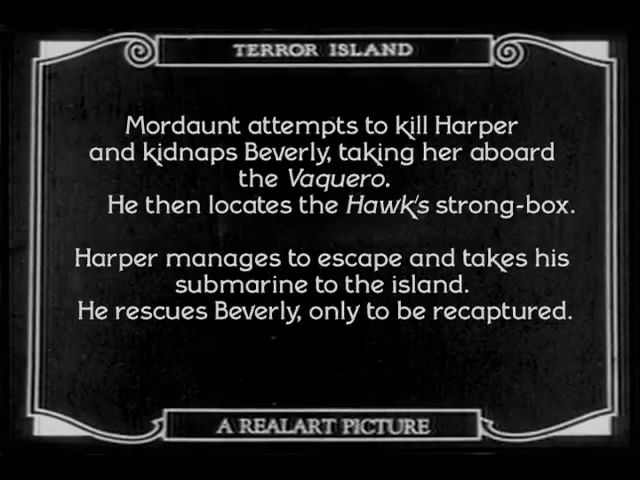 TERROR ISLAND
Mordaunt attempts to kill Harper
and kidnaps Beverly, taking her aboard
the Vaquero.
He then locates the Hawk's strong-box.
Harper manages to escape and takes his
submarine to the island.
He rescues Beverly, only to be recaptured.
A REALART PICTURE